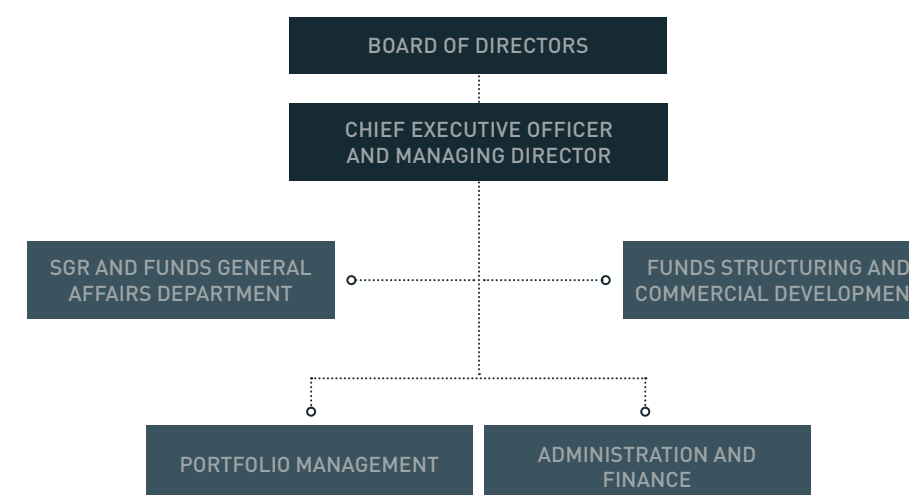 BOARD OF DIRECTORS
CHIEF EXECUTIVE OFFICER
AND MANAGING DIRECTOR
SGR AND FUNDS GENERAL
AFFAIRS DEPARTMENT
FUNDS STRUCTURING AND
COMMERCIAL DEVELOPMEN
PORTFOLIO MANAGEMENT
ADMINISTRATION AND
FINANCE